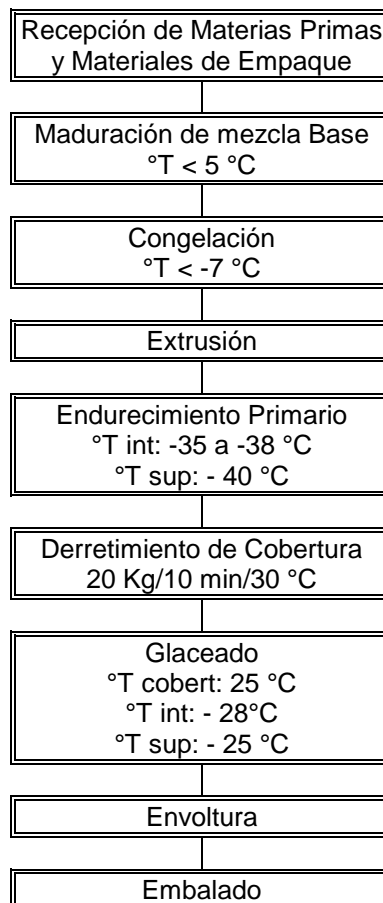 Recepción de Materias Primas
y Materiales de Empaque
Maduración de mezcla Base
°T < 5 °C
Congelación
°T < -7 °C
Extrusión
Endurecimiento Primario
°T int: -35 a -38 °C
°T sup: - 40 °C
Derretimiento de Cobertura
20 Kg/10 min/30 °C
Glaceado
°T cobert: 25 °C
°T int: - 28°C
°T sup: - 25 °C
Envoltura
Embalado